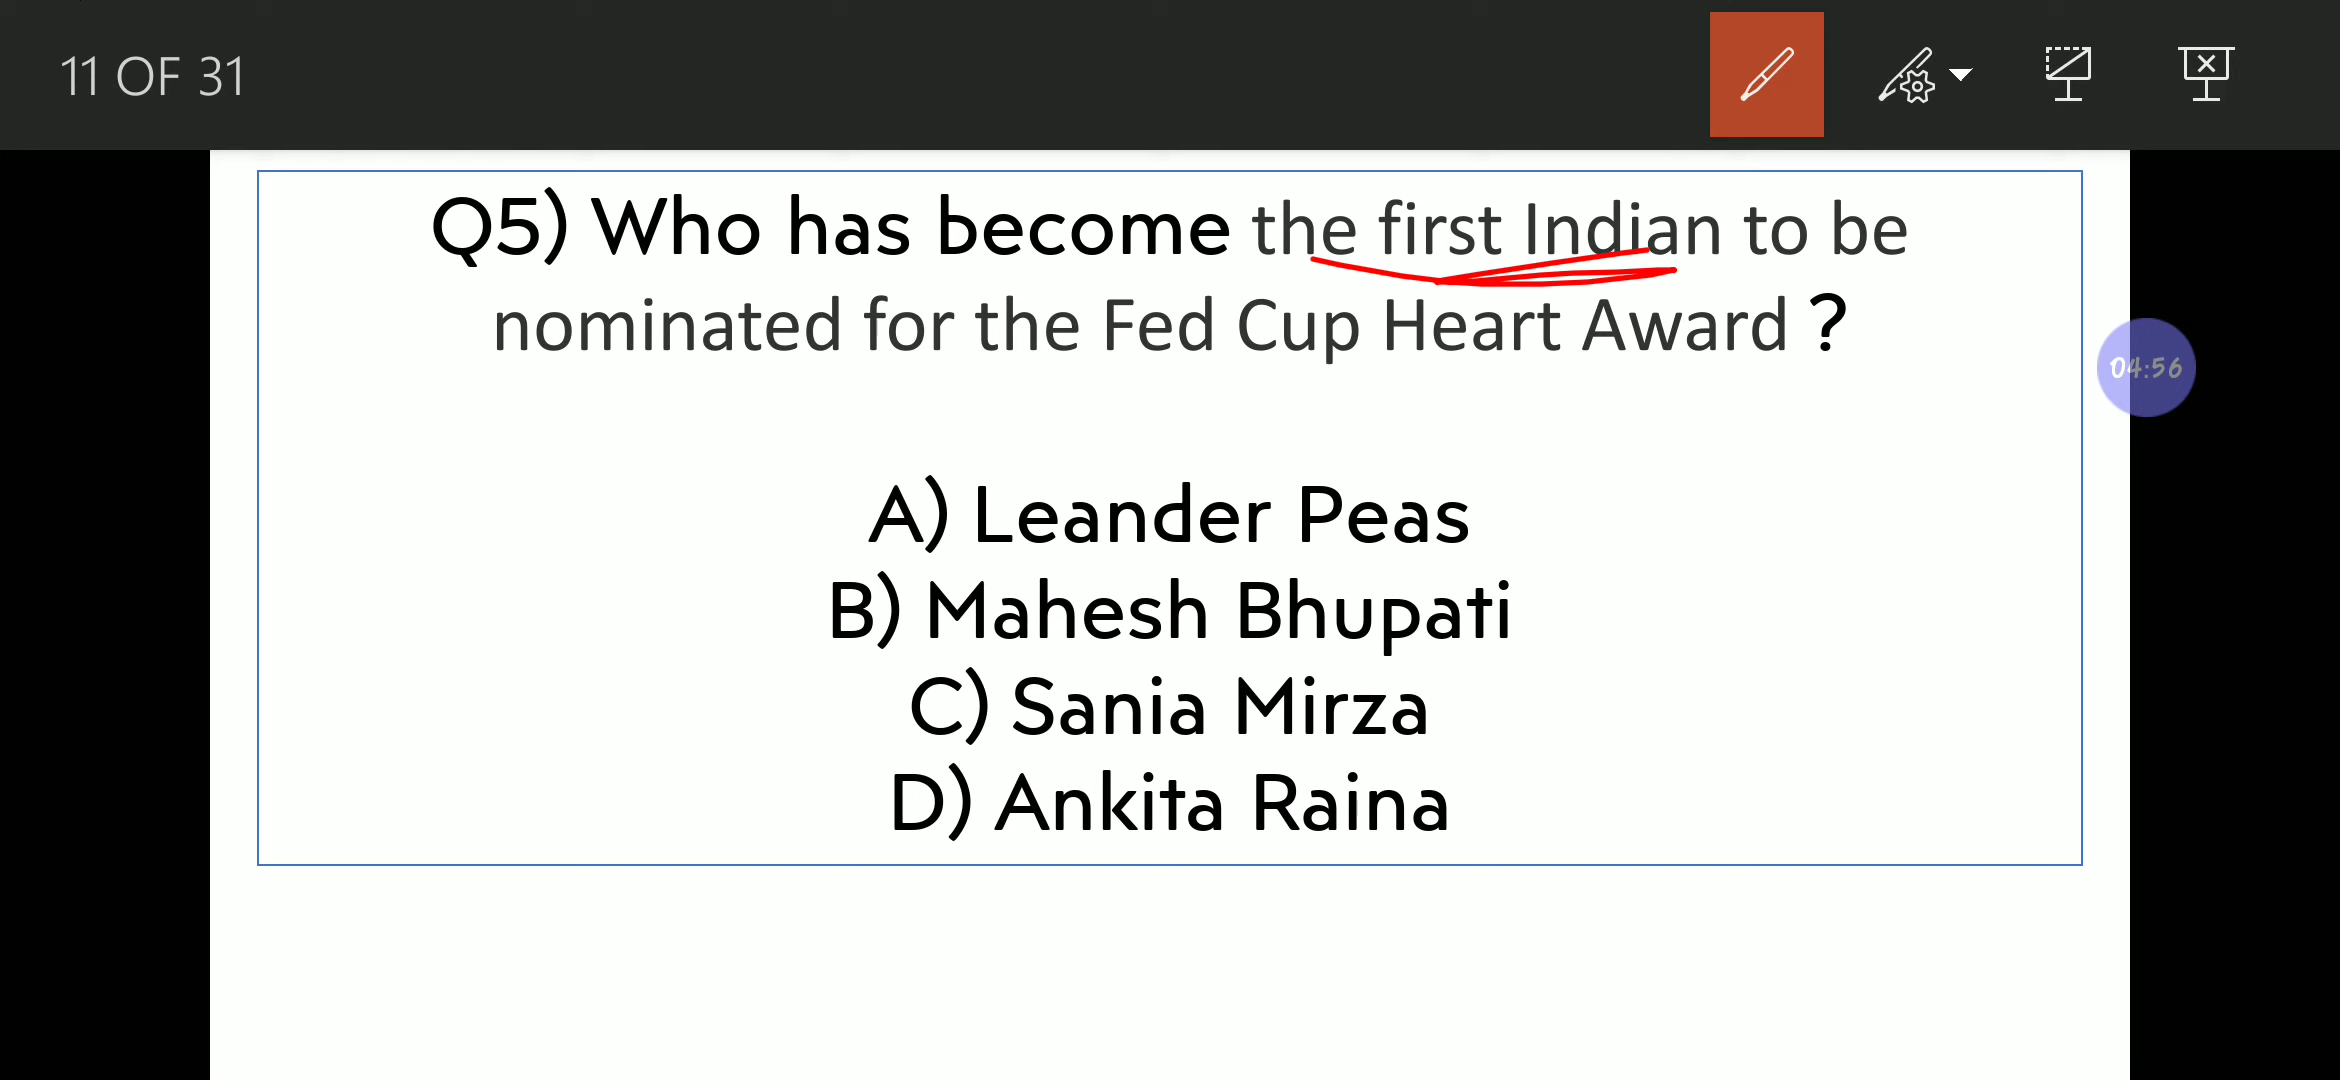 11 OF 31
Q5) Who has become the first Indian to be
nominated for the Fed Cup Heart Award ?
04:56
A) Leander Peas
B) Mahesh Bhupati
C) Sania Mirza
D) Ankita Raina